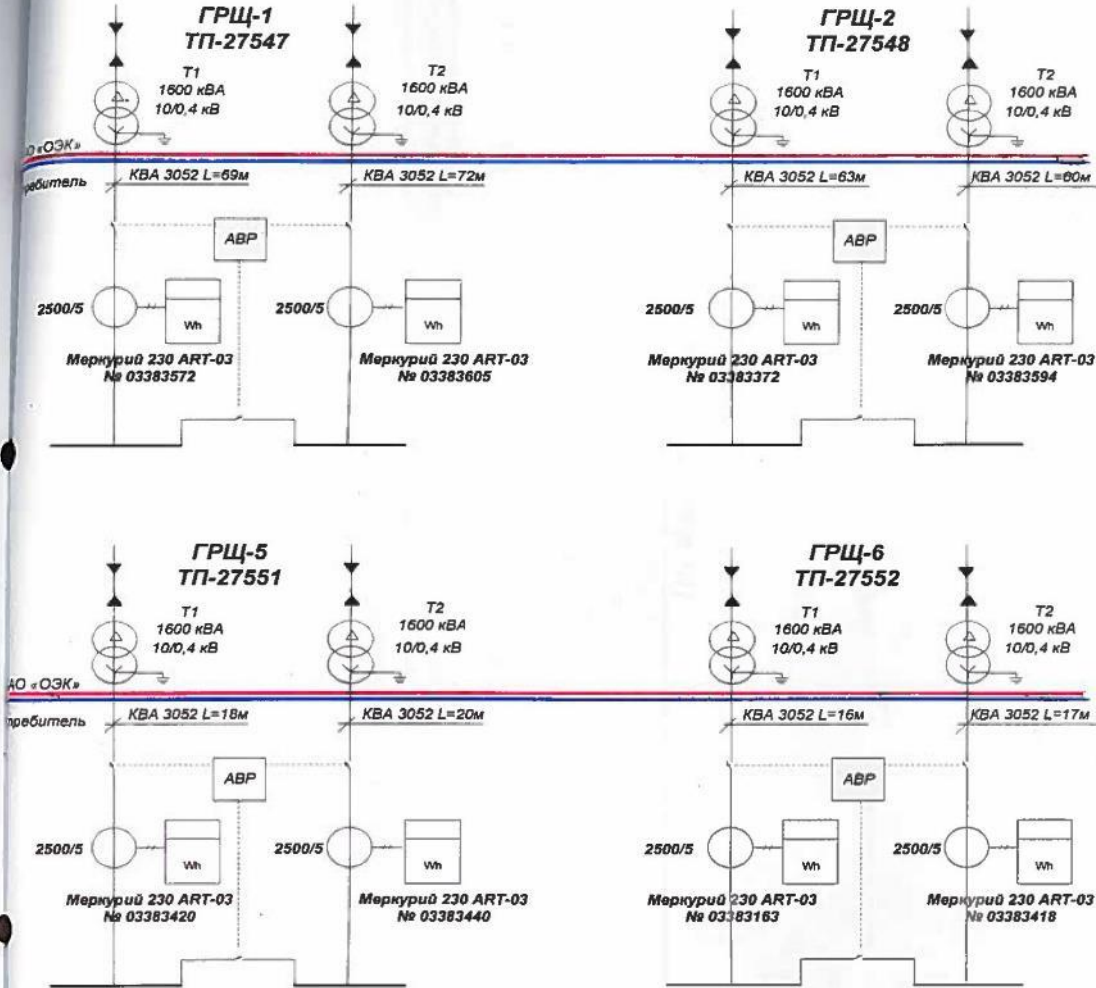 ГРЩ-1
ТП-27547
Т1
1600 кВА
10/0,4 кВ
Т2
1600 кВА
10/0,4 кВ
ГРЩ-2
ТП-27548
Т1
1600 кВА
10/0,4 кВ
Т2
1600 кВА
10/0,4 кВ
«ОЭК»
КВА 3052 L=69м
КВА 3052 L=72м
КВА 3052 L=63м
КВА 3052 L=60м
АВР
АВР
2500/5
Wh
2500/5
Wh
2500/5
Wh
2500/5
Wh
Меркурий 230 ART-03
№ 03383572
Меркурий 230 ART-03
№ 03383605
Меркурий 230 ART-03
№ 03383372
Меркурий 230 ART-03
№ 03383594
ГРЩ-5
ТП-27551
Т1
1600 кВА
10/0,4 кВ
Т2
1600 кВА
10/0,4 кВ
ГРЩ-6
ТП-27552
Т1
1600 кВА
10/0,4 кВ
Т2
1600 кВА
10/0,4 кВ
АО «ОЭК»
требитель
КВА 3052 L=18м
КВА 3052 L=20м
КВА 3052 L=16м
КВА 3052 L=17м
АВР
АВР
2500/5
Wh
2500/5
Wh
2500/5
Wh
2500/5
Wh
Меркурий 230 ART-03
№ 03383420
Меркурий 230 ART-03
№ 03383440
Меркурий 230 ART-03
№ 03383163
Меркурий 230 ART-03
№ 03383418